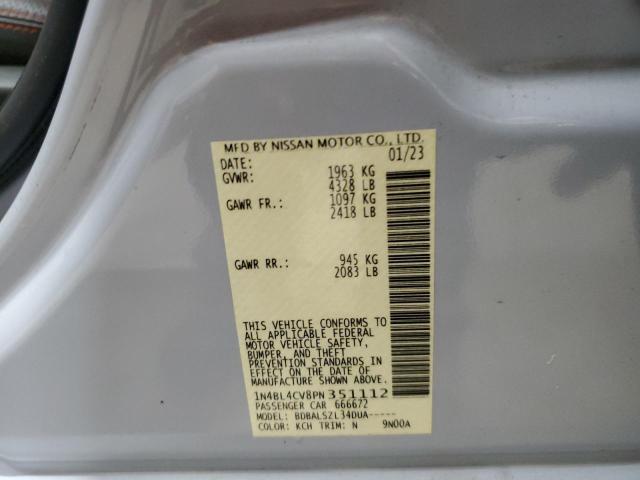 MFD BY NISSAN MOTOR CO., LTD.
DATE: 01/23
GVWR: 1963 KG
4328 LB
GAWR FR.: 1097 KG
2418 LB
GAWR RR.: 945 KG
2083 LB
THIS VEHICLE CONFORMS TO
ALL APPLICABLE FEDERAL
MOTOR VEHICLE SAFETY,
BUMPER, AND THEFT
PREVENTION STANDARDS IN
EFFECT ON THE DATE OF
MANUFACTURE SHOWN ABOVE.
1N4BL4CV8PN351112
PASSENGER CAR 666672
MODEL: BDBALSZL34DUA-----
COLOR: KCH TRIM: N 9N00A